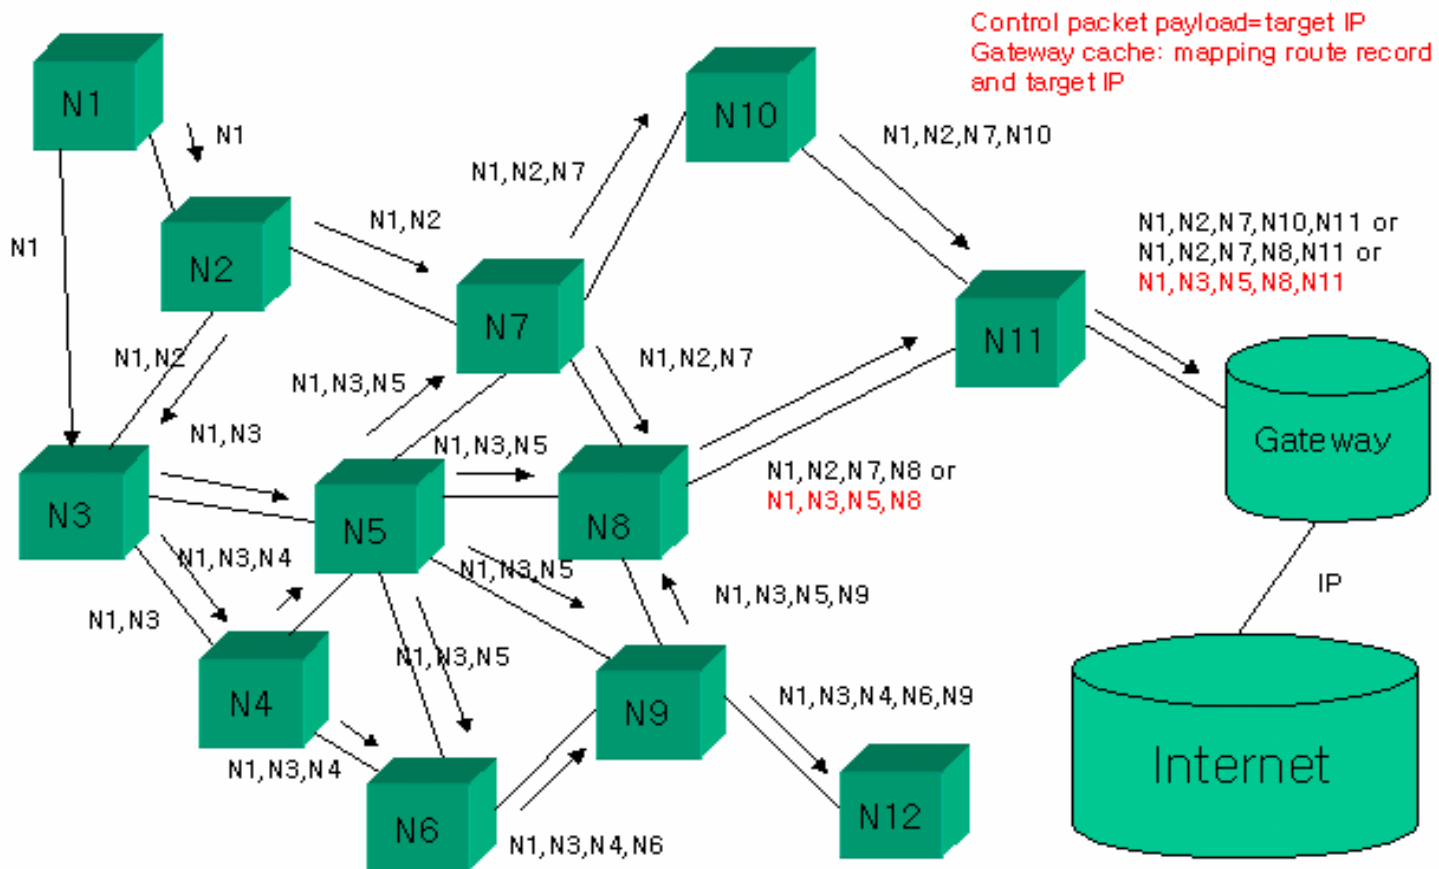 Control packet payload=target IP
Gateway cache: mapping route record
and target IP
N1
N1
N10
N1,N2,N7,N10
N1,N2,N7
N1,N2
N1,N2,N7,N10,N11 or
N1,N2,N7,N8,N11 or
N1,N3,N5,N8,N11
N1
N2
N7
N11
N1,N2
N1,N3,N5
N1,N2,N7
N1,N3
N1,N3,N5
Gateway
N1,N2,N7,N8 or
N1,N3,N5,N8
N3
N5
N8
N1,N3,N4
N1,N3,N5
IP
N1,N3,N5,N9
N1,N3
N1,N3,N5
N4
N9
N1,N3,N4,N6,N9
N1,N3,N4
Internet
N6
N12
N1,N3,N4,N6